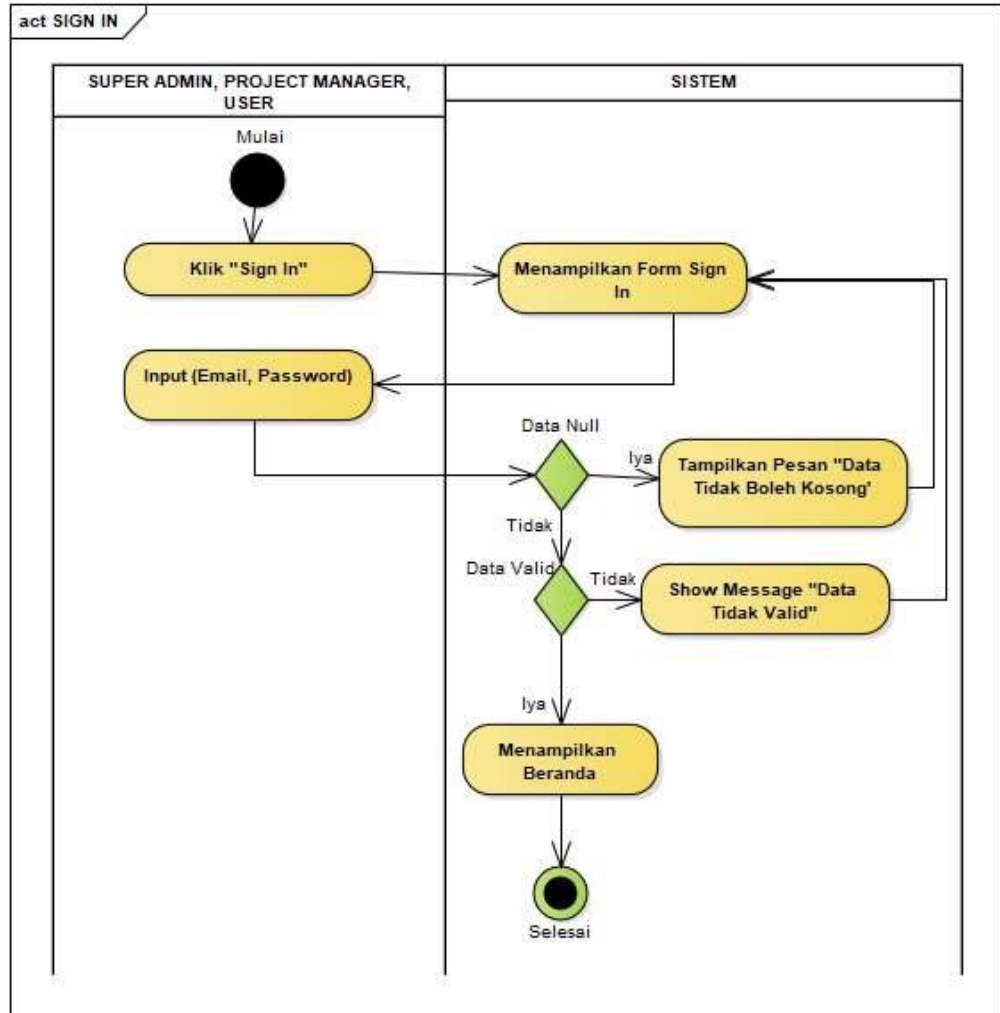 act SIGN IN
SUPER ADMIN, PROJECT MANAGER,
USER
SISTEM
Mulai
Klik "Sign In"
Menampilkan Form Sign
In
Input (Email, Password)
Data Null
Iya
Tampilkan Pesan "Data
Tidak Boleh Kosong'
Tidak
Data Valid
Tidak
Show Message "Data
Tidak Valid"
Iya
Menampilkan
Beranda
Selesai